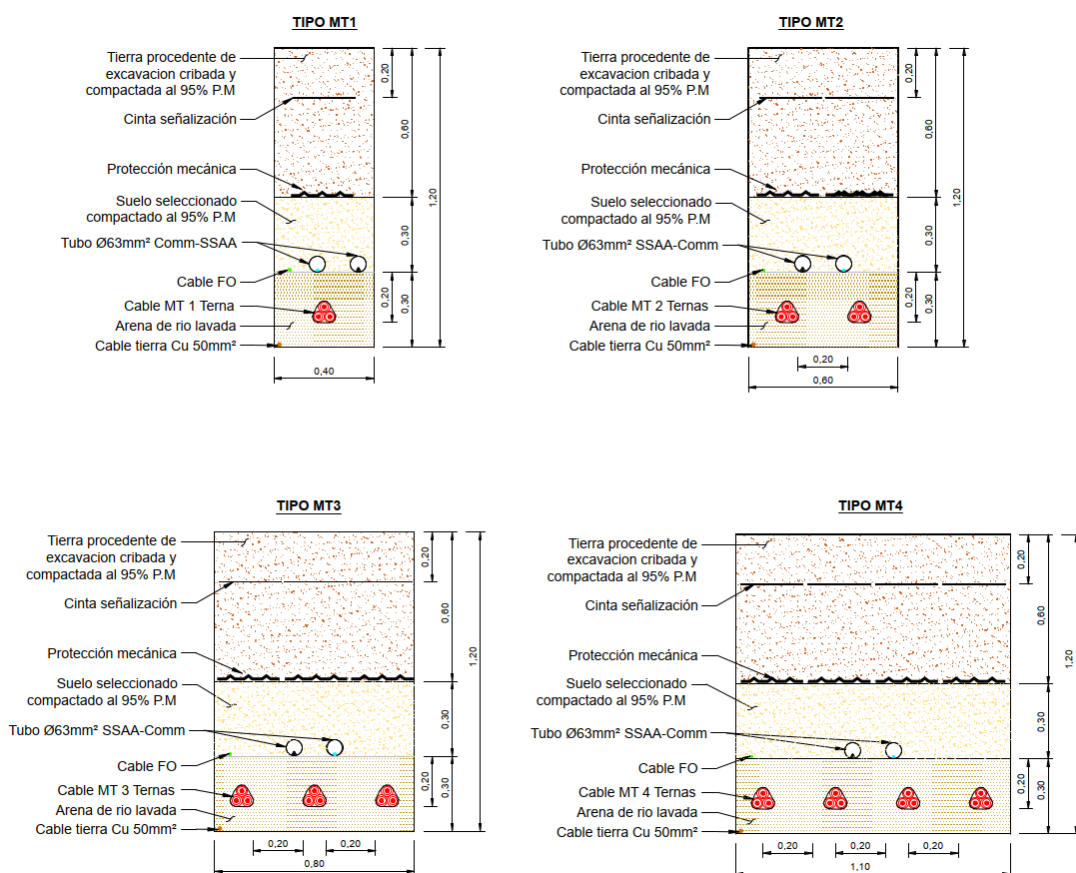 TIPO MT1
Tierra procedente de
excavacion cribada y
compactada al 95% P.M
Cinta señalización
Protección mecánica
Suelo seleccionado
compactado al 95% P.M
Tubo Ø63mm² Comm-SSAA
Cable FO
Cable MT 1 Terna
Arena de rio lavada
Cable tierra Cu 50mm²
0,20
0,60
1,20
0,30
0,20
0,30
0,40
TIPO MT2
Tierra procedente de
excavacion cribada y
compactada al 95% P.M
Cinta señalización
Protección mecánica
Suelo seleccionado
compactado al 95% P.M
Tubo Ø63mm² SSAA-Comm
Cable FO
Cable MT 2 Ternas
Arena de rio lavada
Cable tierra Cu 50mm²
0,20
0,60
1,20
0,30
0,20
0,30
0,20
0,60
TIPO MT3
Tierra procedente de
excavacion cribada y
compactada al 95% P.M
Cinta señalización
Protección mecánica
Suelo seleccionado
compactado al 95% P.M
Tubo Ø63mm² SSAA-Comm
Cable FO
Cable MT 3 Ternas
Arena de rio lavada
Cable tierra Cu 50mm²
0,20
0,60
1,20
0,30
0,20
0,30
0,20 0,20
0,80
TIPO MT4
Tierra procedente de
excavacion cribada y
compactada al 95% P.M
Cinta señalización
Protección mecánica
Suelo seleccionado
compactado al 95% P.M
Tubo Ø63mm² SSAA-Comm
Cable FO
Cable MT 4 Ternas
Arena de rio lavada
Cable tierra Cu 50mm²
0,20
0,60
1,20
0,30
0,20
0,30
0,20 0,20 0,20
1,10